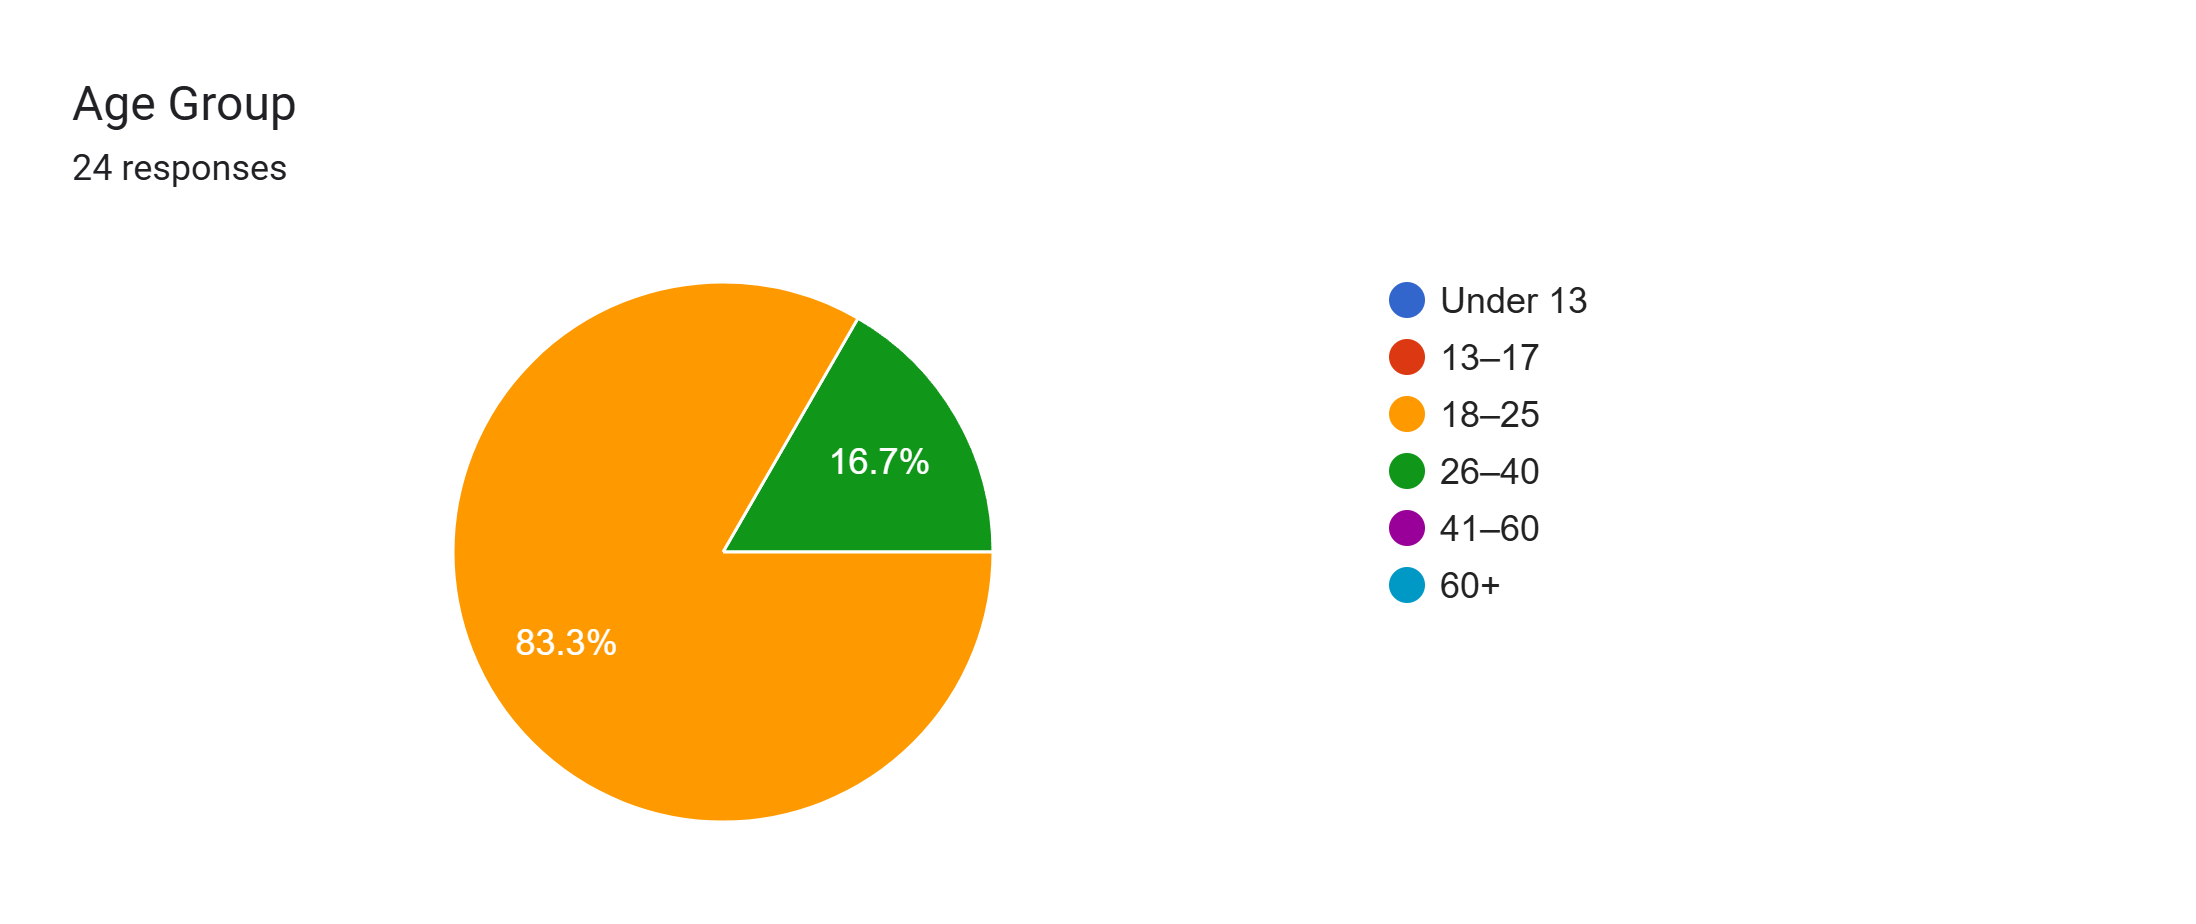 Age Group
24 responses
16.7%
83.3%
Under 13
13–17
18–25
26–40
41–60
60+